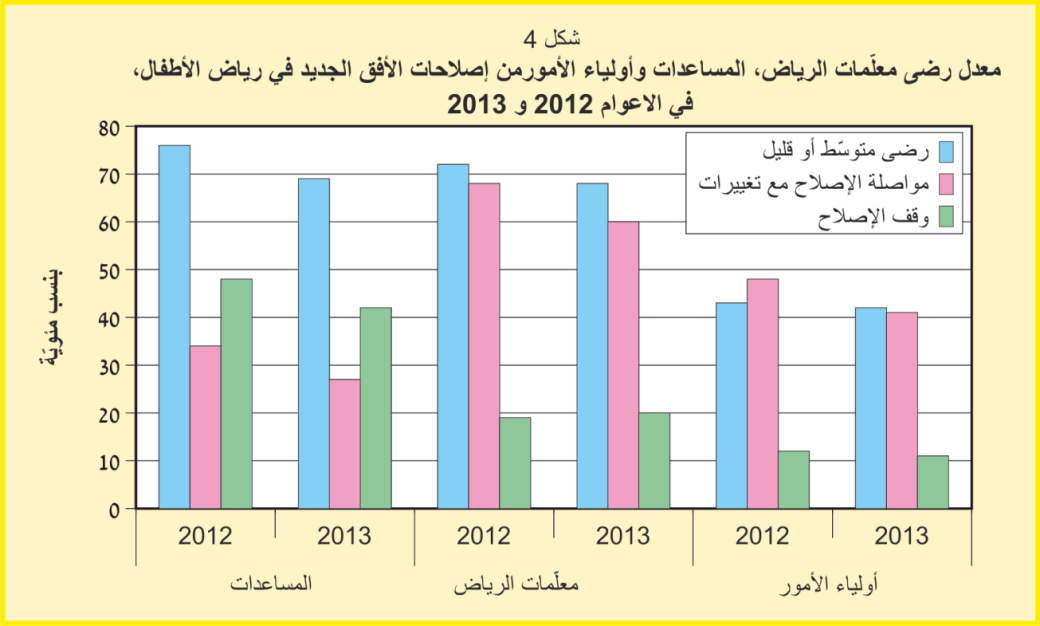 شكل 4
معدل رضى معلّمات الرياض، المساعدات وأولياء الأمورمن إصلاحات الأفق الجديد في رياض الأطفال،
في الاعوام 2012 و 2013
رضى متوسّط أو قليل
مواصلة الإصلاح مع تغييرات
وقف الإصلاح
بنسب مئويّة
80
70
60
50
40
30
20
10
0
2012 2013 2012 2013 2012 2013
المساعدات معلّمات الرياض أولياء الأمور